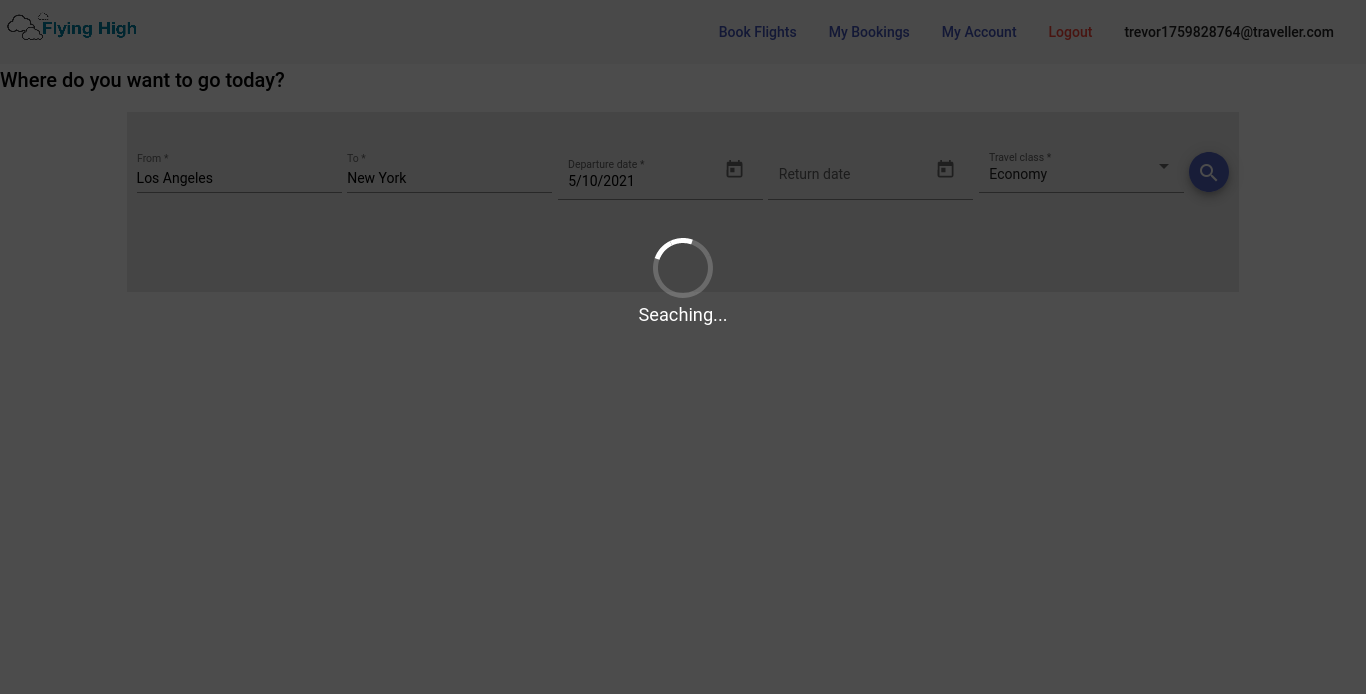 Flying High
Book Flights
My Bookings
My Account
Logout
trevor1759828764@traveller.com
Where do you want to go today?
From *
Los Angeles
To *
New York
Departure date *
5/10/2021
Return date
Travel class *
Economy
Seaching...